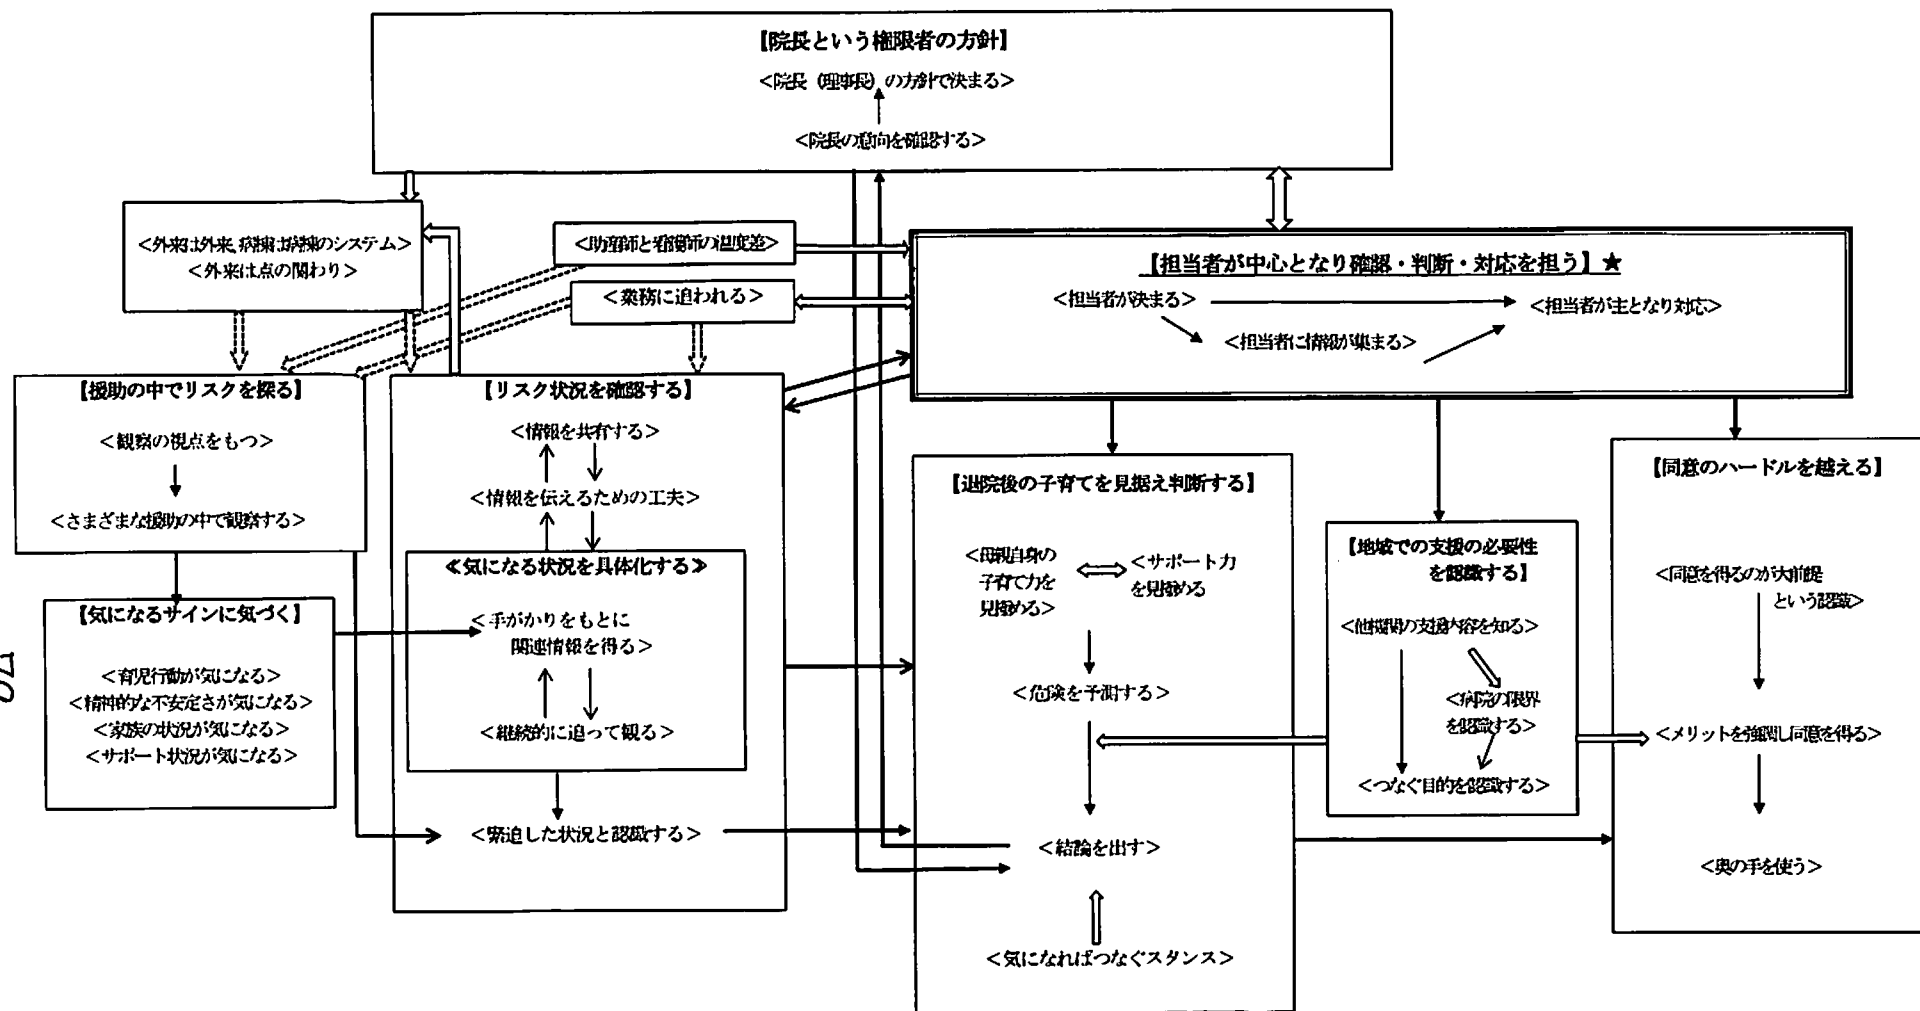 【院長という権限者の方針】
<院長（理事長）の方針で決まる>
<院長の意向を確認する>
<外来は外来、病棟は病棟のシステム>
<外来は点の関わり>
<助産師と看護師の温度差>
<業務に追われる>
【担当者が中心となり確認・判断・対応を担う】★
<担当者が決まる>
<担当者が主となり対応>
<担当者に情報が集まる>
【援助の中でリスクを探る】
<観察の視点をもつ>
<さまざまな援助の中で観察する>
【気になるサインに気づく】
<育児行動が気になる>
<精神的な不安定さが気になる>
<家族の状況が気になる>
<サポート状況が気になる>
【リスク状況を確認する】
<情報を共有する>
<情報を伝えるための工夫>
≪気になる状況を具体化する≫
<手がかりをもとに
関連情報を得る>
<継続的に追って観る>
<緊迫した状況と認識する>
【退院後の子育てを見据え判断する】
<母親自身の
子育て力を
見極める>
<サポート力
を見極める
<危険を予測する>
<結論を出す>
<気になればつなぐスタンス>
【地域での支援の必要性
を認識する】
<他機関の支援内容を知る>
<病院の限界
を認識する>
<つなぐ目的を認識する>
【同意のハードルを越える】
<同意を得るのが大前提
という認識>
<メリットを強調し同意を得る>
<奥の手を使う>